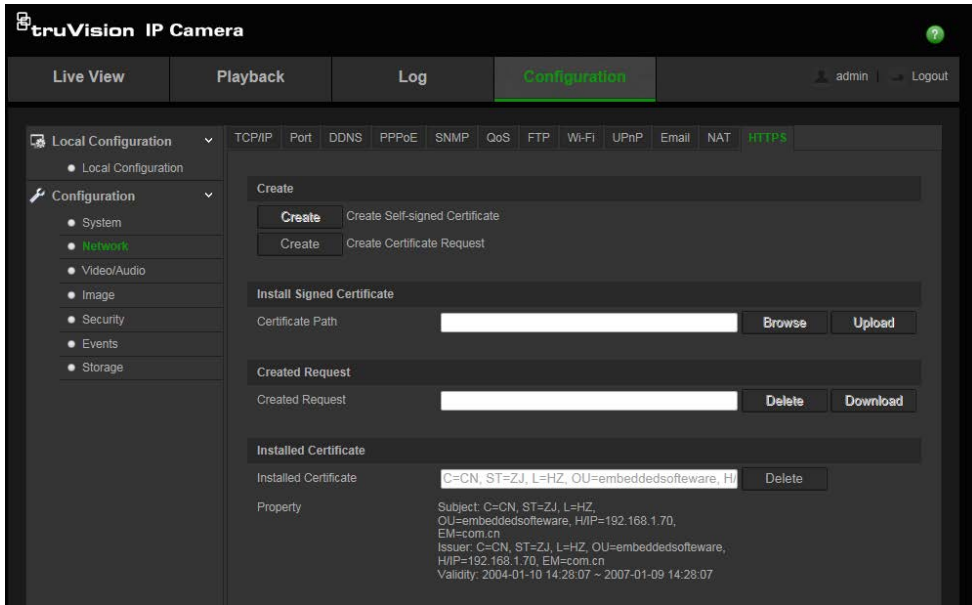 truVision IP Camera
?
Live View Playback Log Configuration admin Logout
Local Configuration
Local Configuration
Configuration
System
Network
Video/Audio
Image
Security
Events
Storage
TCP/IP Port DDNS PPPoE SNMP QoS FTP Wi-Fi UPnP Email NAT HTTPS
Create
Create Create Self-signed Certificate
Create Create Certificate Request
Install Signed Certificate
Certificate Path Browse Upload
Created Request
Created Request Delete Download
Installed Certificate
Installed Certificate C=CN, ST=ZJ, L=HZ, OU=embeddedsofteware, H/ Delete
Property Subject: C=CN, ST=ZJ, L=HZ,
OU=embeddedsofteware, H/IP=192.168.1.70,
EM=com.cn
Issuer: C=CN, ST=ZJ, L=HZ, OU=embeddedsofteware,
H/IP=192.168.1.70, EM=com.cn
Validity: 2004-01-10 14:28:07 ~ 2007-01-09 14:28:07